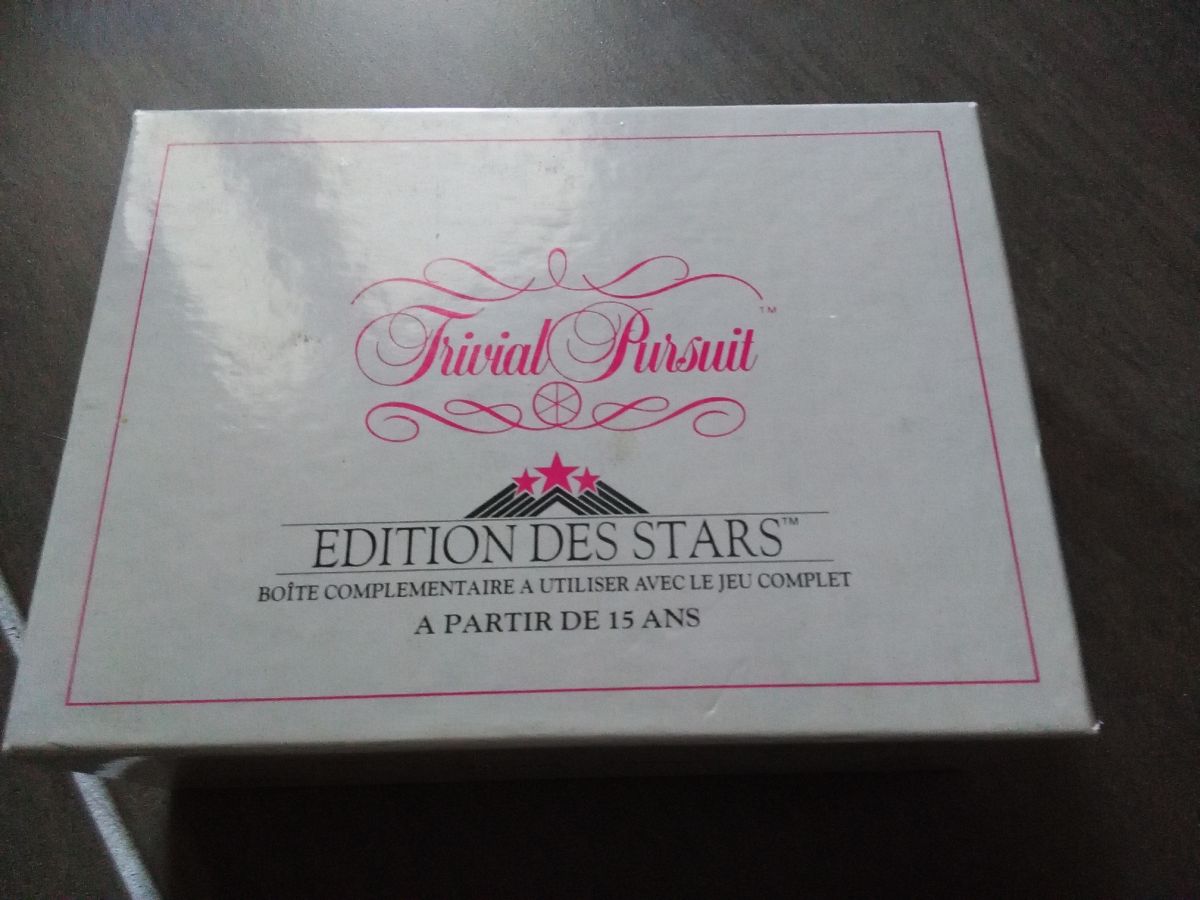 Trivial Pursuit™
EDITION DES STARS™
BOÎTE COMPLEMENTAIRE A UTILISER AVEC LE JEU COMPLET
A PARTIR DE 15 ANS